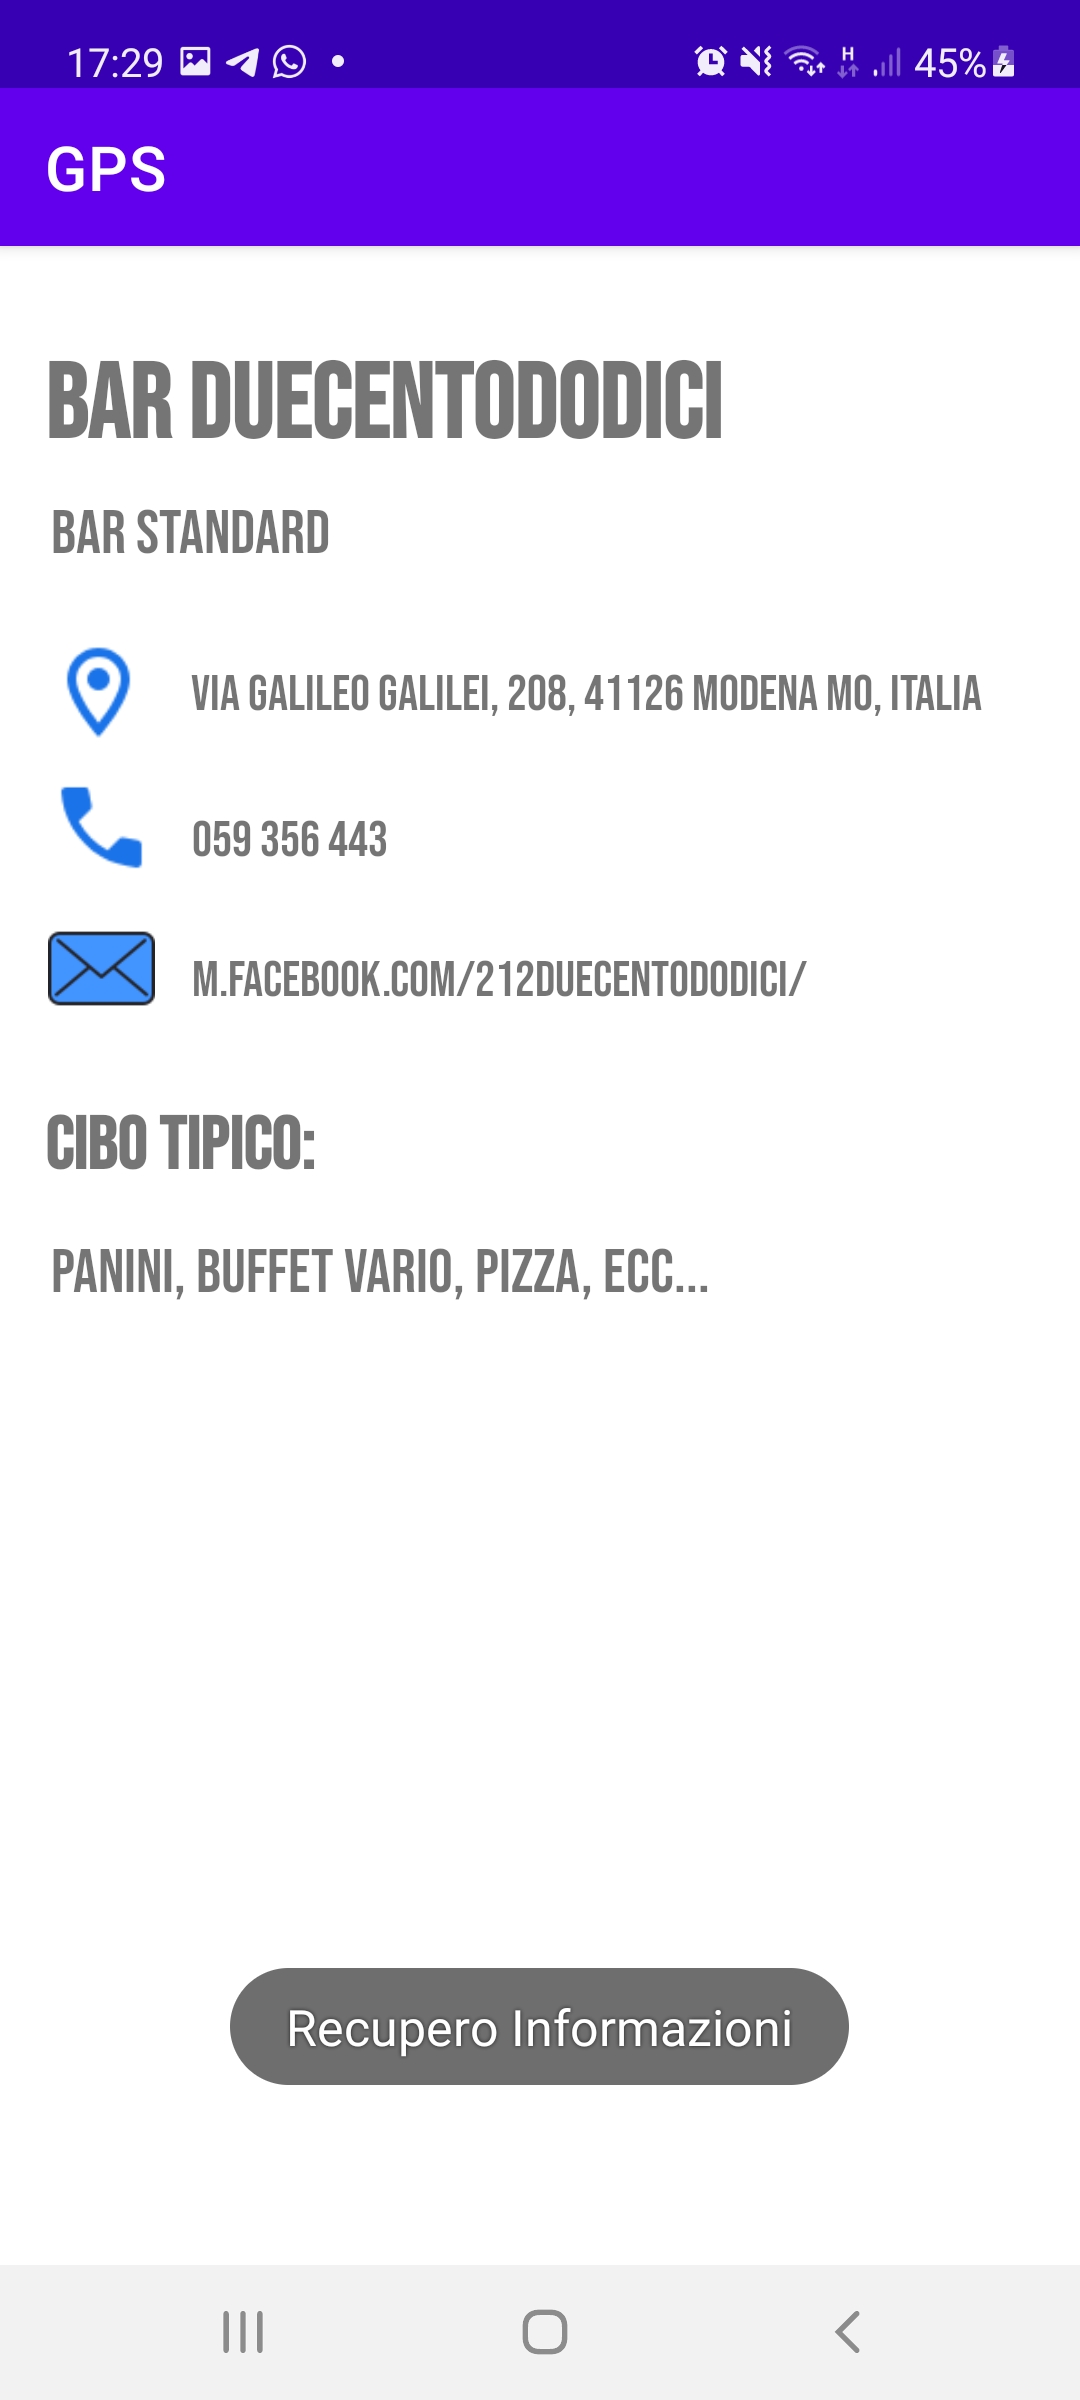 17:29
H
45%
GPS
BAR DUECENTODODICI
BAR STANDARD
VIA GALILEO GALILEI, 208, 41126 MODENA MO, ITALIA
059 356 443
M.FACEBOOK.COM/212DUECENTODODICI/
CIBO TIPICO:
PANINI, BUFFET VARIO, PIZZA, ECC...
Recupero Informazioni